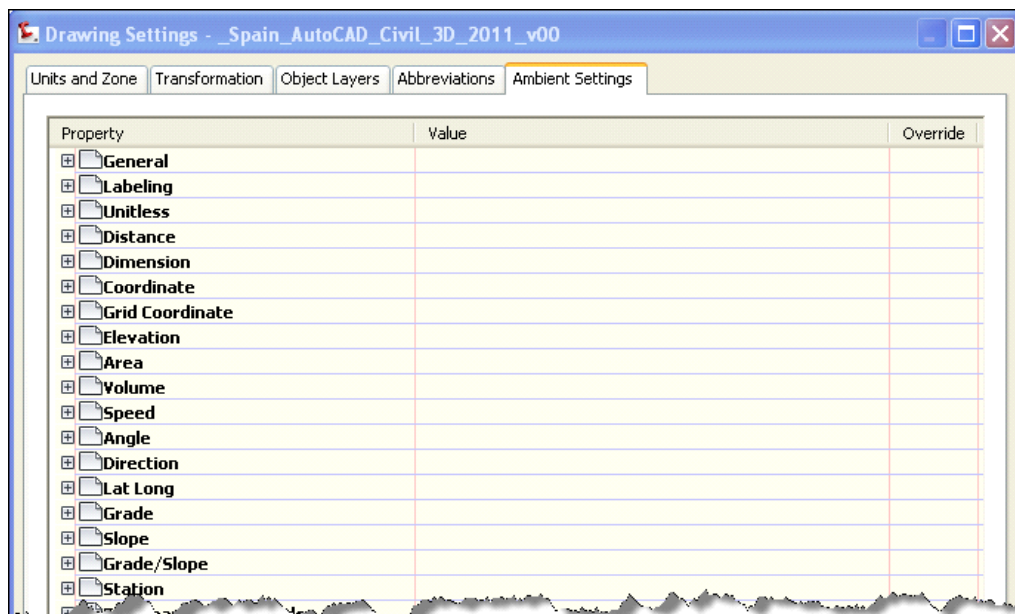 Drawing Settings - _Spain_AutoCAD_Civil_3D_2011_v00
Units and Zone Transformation Object Layers Abbreviations Ambient Settings
Property Value Override
General
Labeling
Unitless
Distance
Dimension
Coordinate
Grid Coordinate
Elevation
Area
Volume
Speed
Angle
Direction
Lat Long
Grade
Slope
Grade/Slope
Station